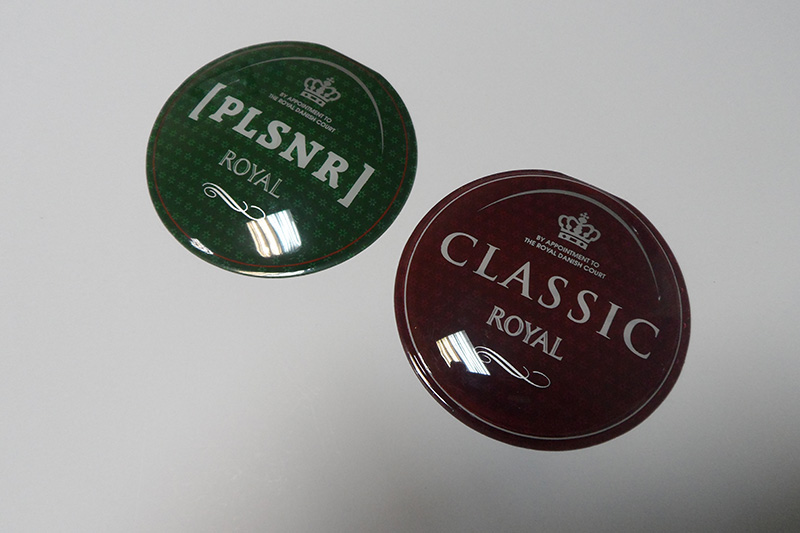 BY APPOINTMENT TO
THE ROYAL DANISH COURT
[PLSNR]
ROYAL
BY APPOINTMENT TO
THE ROYAL DANISH COURT
CLASSIC
ROYAL